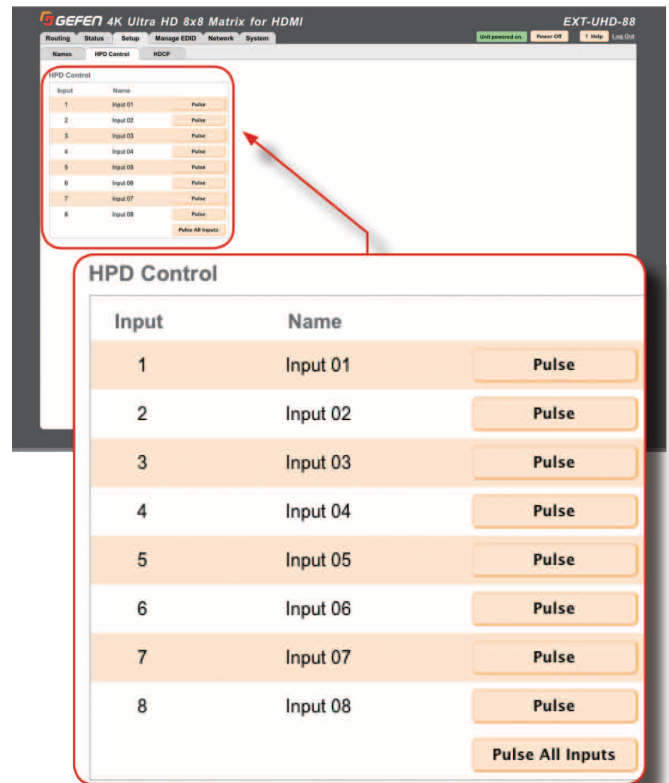 GEFEN 4K Ultra HD 8x8 Matrix for HDMI
EXT-UHD-88
Routing Status Setup Manage EDID Network System
Unit powered on Power Off ? Help Log Out
Names HPD Control HDCP
HPD Control
Input Name
1 Input 01 Pulse
2 Input 02 Pulse
3 Input 03 Pulse
4 Input 04 Pulse
5 Input 05 Pulse
6 Input 06 Pulse
7 Input 07 Pulse
8 Input 08 Pulse
Pulse All Inputs
HPD Control
Input Name
1 Input 01 Pulse
2 Input 02 Pulse
3 Input 03 Pulse
4 Input 04 Pulse
5 Input 05 Pulse
6 Input 06 Pulse
7 Input 07 Pulse
8 Input 08 Pulse
Pulse All Inputs